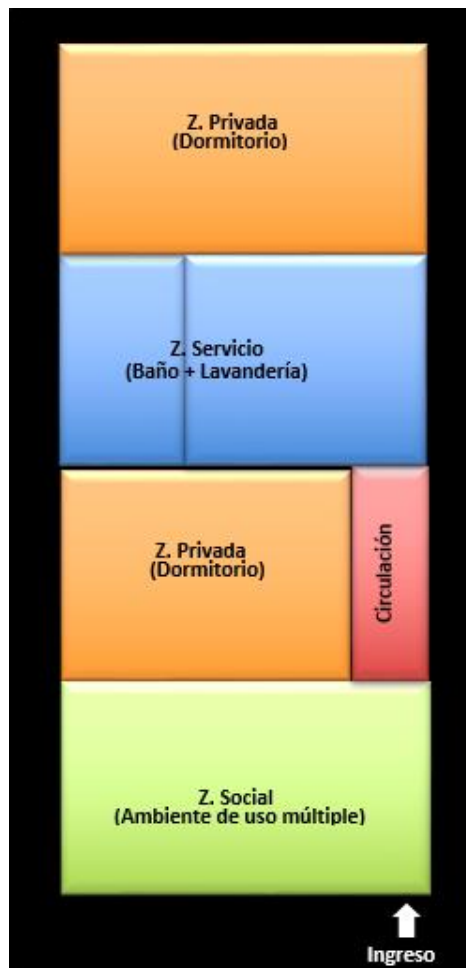 Z. Privada
(Dormitorio)
Z. Servicio
(Baño + Lavandería)
Z. Privada
(Dormitorio)
Circulación
Z. Social
(Ambiente de uso múltiple)
Ingreso